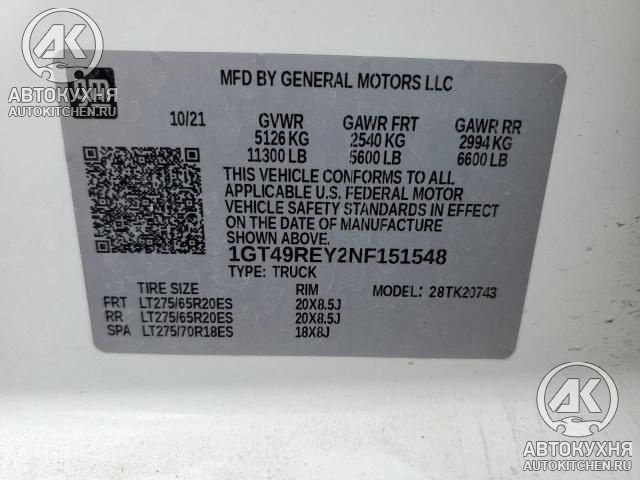 АК
gm
АВТОКУХНЯ
AUTOKITCHEN.RU
MFD BY GENERAL MOTORS LLC
10/21 GVWR GAWR FRT GAWR RR
5126 KG 2540 KG 2994 KG
11300 LB 5600 LB 6600 LB
THIS VEHICLE CONFORMS TO ALL
APPLICABLE U.S. FEDERAL MOTOR
VEHICLE SAFETY STANDARDS IN EFFECT
ON THE DATE OF MANUFACTURE
SHOWN ABOVE.
1GT49REY2NF151548
TYPE: TRUCK
TIRE SIZE RIM MODEL: 28TK20743
FRT LT275/65R20ES 20X8.5J
RR LT275/65R20ES 20X8.5J
SPA LT275/70R18ES 18X8J
АК
АВТОКУХНЯ
AUTOKITCHEN.RU